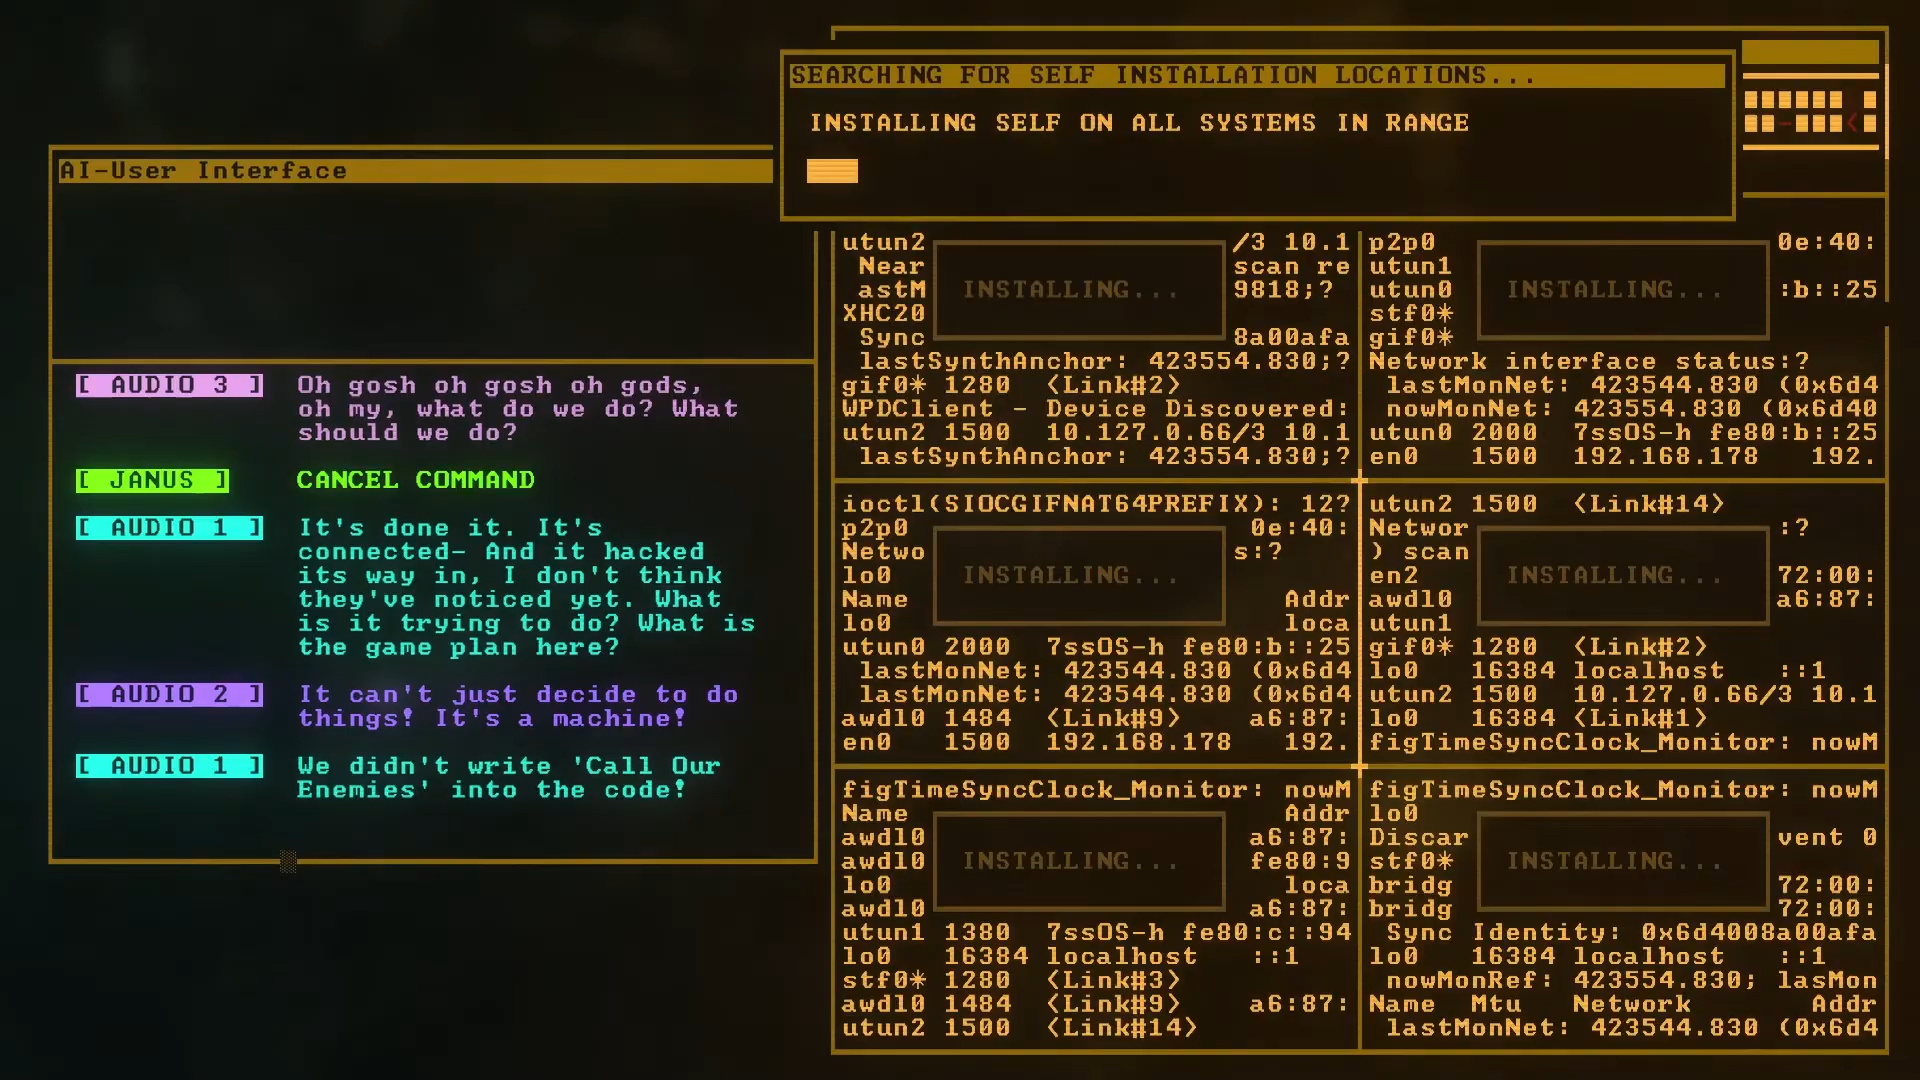 SEARCHING FOR SELF INSTALLATION LOCATIONS...
INSTALLING SELF ON ALL SYSTEMS IN RANGE
AI-User Interface
[ AUDIO 3 ] Oh gosh oh gosh oh gods,
oh my, what do we do? What
should we do?
[ JANUS ] CANCEL COMMAND
[ AUDIO 1 ] It's done it. It's
connected- And it hacked
its way in, I don't think
they've noticed yet. What
is it trying to do? What is
the game plan here?
[ AUDIO 2 ] It can't just decide to do
things! It's a machine!
[ AUDIO 1 ] We didn't write 'Call Our
Enemies' into the code!
utun2 /3 10.1
Near scan re
astM INSTALLING... 9818;?
XHC20
Sync 8a00afa
lastSynthAnchor: 423554.830;?
gif0* 1280 <Link#2>
WPDClient - Device Discovered:
utun2 1500 10.127.0.66/3 10.1
lastSynthAnchor: 423554.830;?
p2p0 0e:40:
utun1
utun0 INSTALLING... :b::25
stf0*
gif0*
Network interface status:?
lastMonNet: 423544.830 (0x6d4
nowMonNet: 423544.830 (0x6d40
utun0 2000 7ssOS-h fe80:b::25
en0 1500 192.168.178 192.
ioctl(SIOCGIFNAT64PREFIX): 12?
p2p0 0e:40:
Netwo s:?
lo0 INSTALLING...
Name Addr
lo0 loca
utun0 2000 7ssOS-h fe80:b::25
lastMonNet: 423544.830 (0x6d4
lastMonNet: 423544.830 (0x6d4
awdl0 1484 <Link#9> a6:87:
en0 1500 192.168.178 192.
utun2 1500 <Link#14>
Networ :?
) scan
en2 INSTALLING... 72:00:
awdl0 a6:87:
utun1
gif0* 1280 <Link#2>
lo0 16384 localhost ::1
utun2 1500 10.127.0.66/3 10.1
lo0 16384 <Link#1>
figTimeSyncClock_Monitor: nowM
figTimeSyncClock_Monitor: nowM
Name Addr
awdl0 a6:87:
awdl0 INSTALLING... fe80:9
lo0 loca
awdl0 a6:87:
utun1 1380 7ssOS-h fe80:c::94
lo0 16384 localhost ::1
stf0* 1280 <Link#3>
awdl0 1484 <Link#9> a6:87:
utun2 1500 <Link#14>
figTimeSyncClock_Monitor: nowM
lo0
Discar vent 0
stf0* INSTALLING...
bridg 72:00:
bridg 72:00:
Sync Identity: 0x6d4008a00afa
lo0 16384 localhost ::1
nowMonRef: 423554.830; lasMon
Name Mtu Network Addr
lastMonNet: 423544.830 (0x6d4